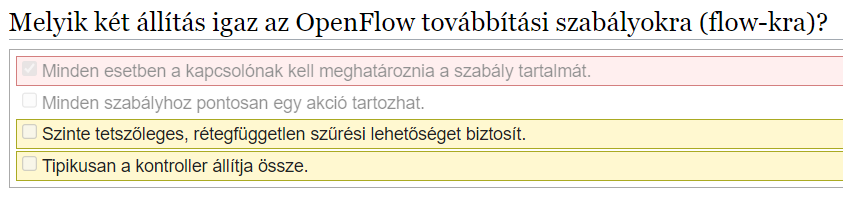 Melyik két állítás igaz az OpenFlow továbbítási szabályokra (flow-kra)?
Minden esetben a kapcsolónak kell meghatároznia a szabály tartalmát.
Minden szabályhoz pontosan egy akció tartozhat.
Szinte tetszőleges, rétegfüggetlen szűrési lehetőséget biztosít.
Tipikusan a kontroller állítja össze.